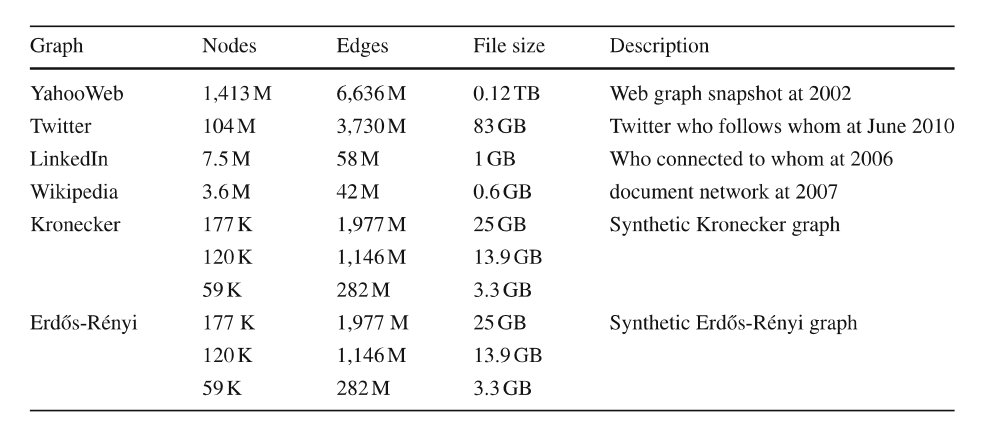 Graph Nodes Edges File size Description
YahooWeb 1,413 M 6,636 M 0.12 TB Web graph snapshot at 2002
Twitter 104 M 3,730 M 83 GB Twitter who follows whom at June 2010
LinkedIn 7.5 M 58 M 1 GB Who connected to whom at 2006
Wikipedia 3.6 M 42 M 0.6 GB document network at 2007
Kronecker 177 K 1,977 M 25 GB Synthetic Kronecker graph
120 K 1,146 M 13.9 GB
59 K 282 M 3.3 GB
Erdős-Rényi 177 K 1,977 M 25 GB Synthetic Erdős-Rényi graph
120 K 1,146 M 13.9 GB
59 K 282 M 3.3 GB